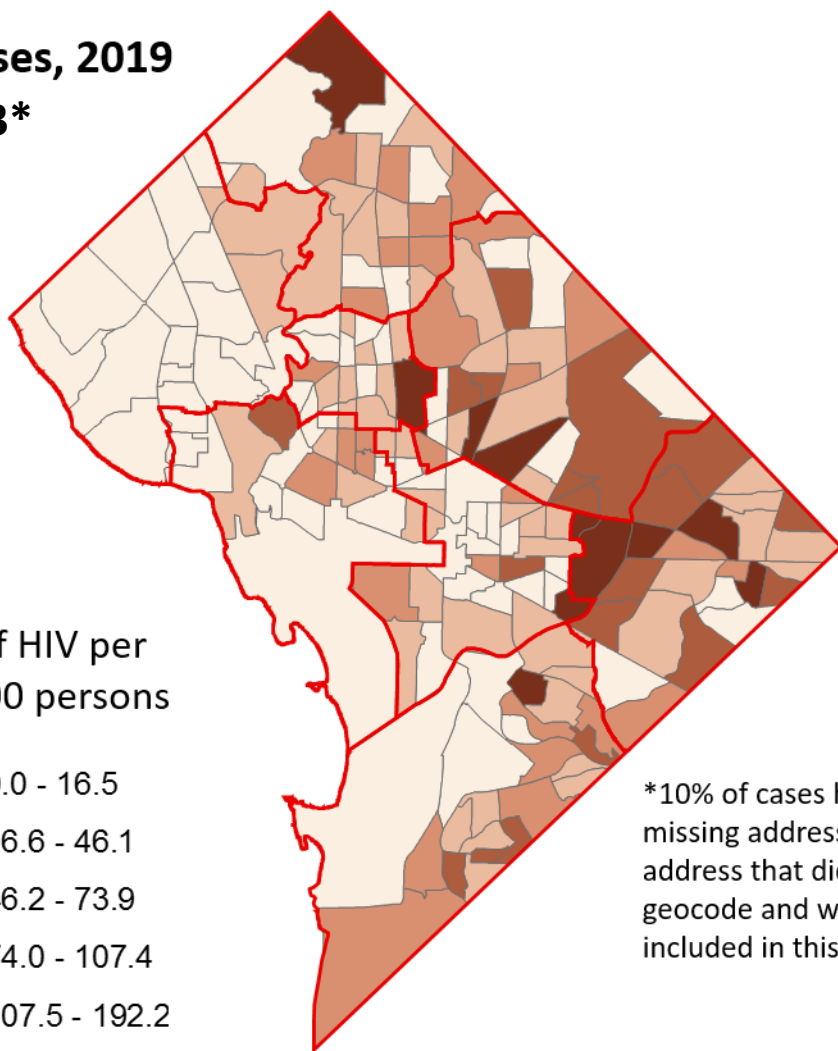 ses, 2019
3*
f HIV per
00 persons
.0 - 16.5
6.6 - 46.1
6.2 - 73.9
4.0 - 107.4
07.5 - 192.2
*10% of cases
missing address
address that di
geocode and w
included in this